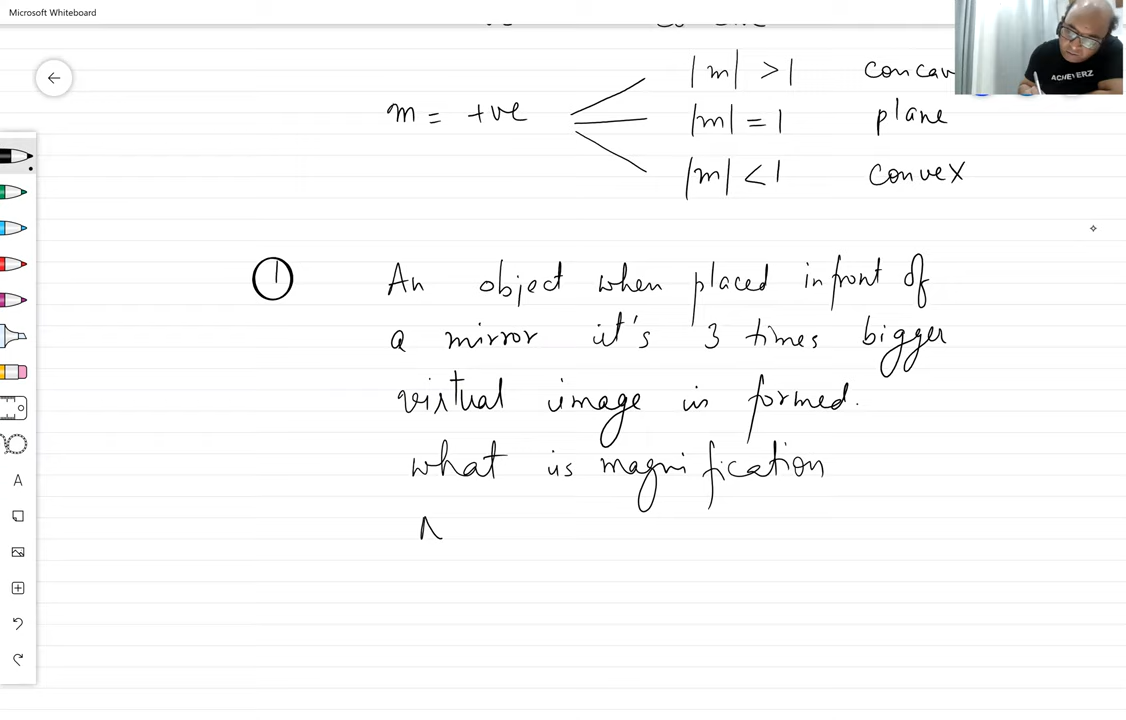 Microsoft Whiteboard
|m| > 1 concav
m = +ve |m| = 1 plane
|m| < 1 convex
ACHEVERZ
① An object when placed infront of
a mirror it's 3 times bigger
virtual image is formed.
what is magnification
A